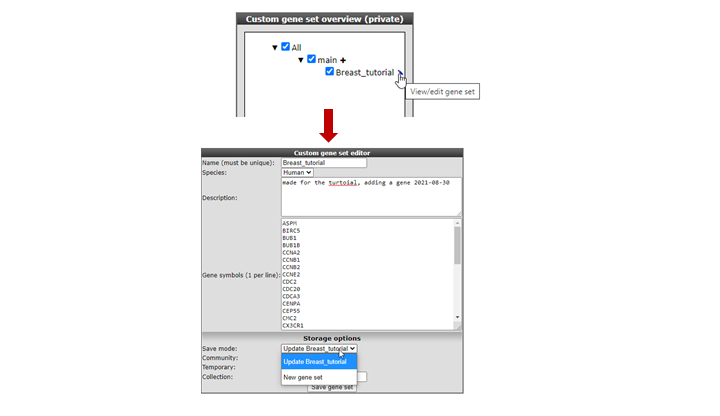 Custom gene set overview (private)
▼ All
▼ main +
Breast_tutorial
View/edit gene set
Custom gene set editor
Name (must be unique): Breast_tutorial
Species: Human
Description: made for the turtoial, adding a gene 2021-08-30
Gene symbols (1 per line):
ASPM
BIRC5
BUB1
BUB1B
CCNA2
CCNB1
CCNB2
CCNE2
CDC2
CDC20
CDCA3
CENPA
CEP55
CMC2
CX3CR1
Storage options
Save mode: Update Breast_tutorial
Community: Update Breast_tutorial
Temporary:
Collection: New gene set
Save gene set